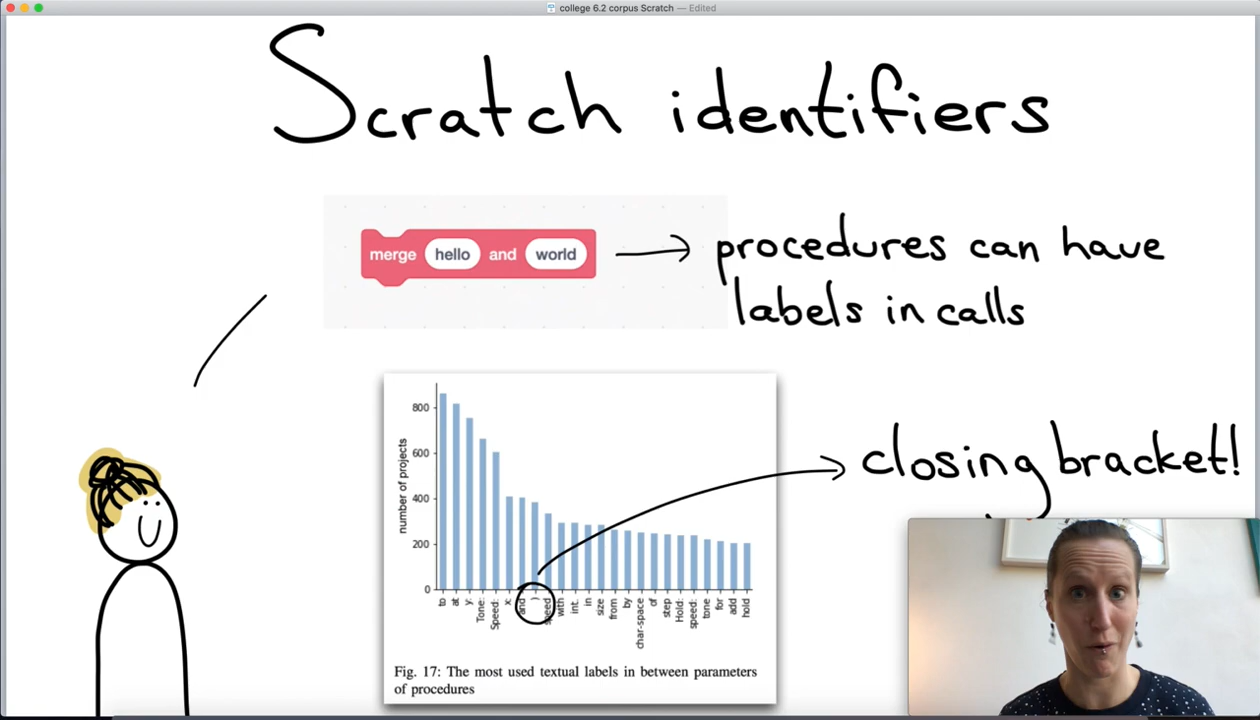 college 6.2 corpus Scratch — Edited
Scratch identifiers
merge hello and world
procedures can have
labels in calls
closing bracket!
number of projects
800
600
400
200
0
to
at
y:
Tone:
Speed:
x:
and
)
speed
with
int.
in
size
from
by
char-space
of
step
Hold:
speed:
tone
for
add
hold
Fig. 17: The most used textual labels in between parameters
of procedures